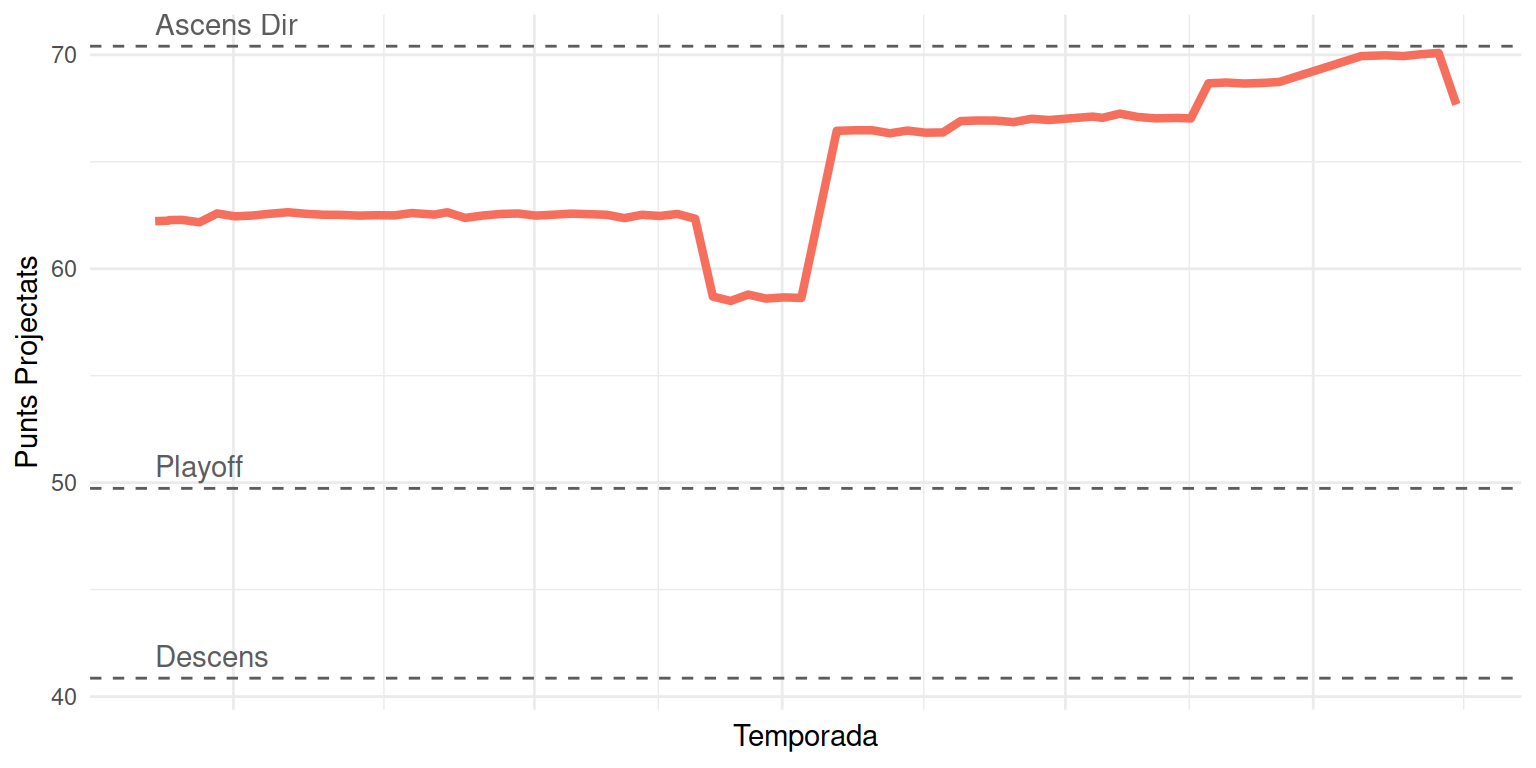 Ascens Dir
70
60
Punts Projectats
Playoff
50
Descens
40
Temporada